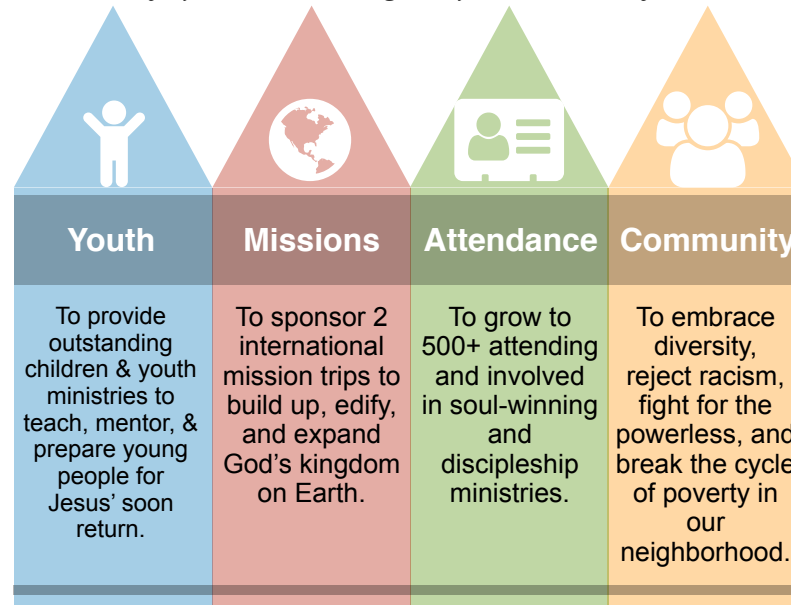 Youth
To provide
outstanding
children & youth
ministries to
teach, mentor, &
prepare young
people for
Jesus’ soon
return.
Missions
To sponsor 2
international
mission trips to
build up, edify,
and expand
God’s kingdom
on Earth.
Attendance
To grow to
500+ attending
and involved
in soul-winning
and
discipleship
ministries.
Community
To embrace
diversity,
reject racism,
fight for the
powerless, and
break the cycle
of poverty in
our
neighborhood.